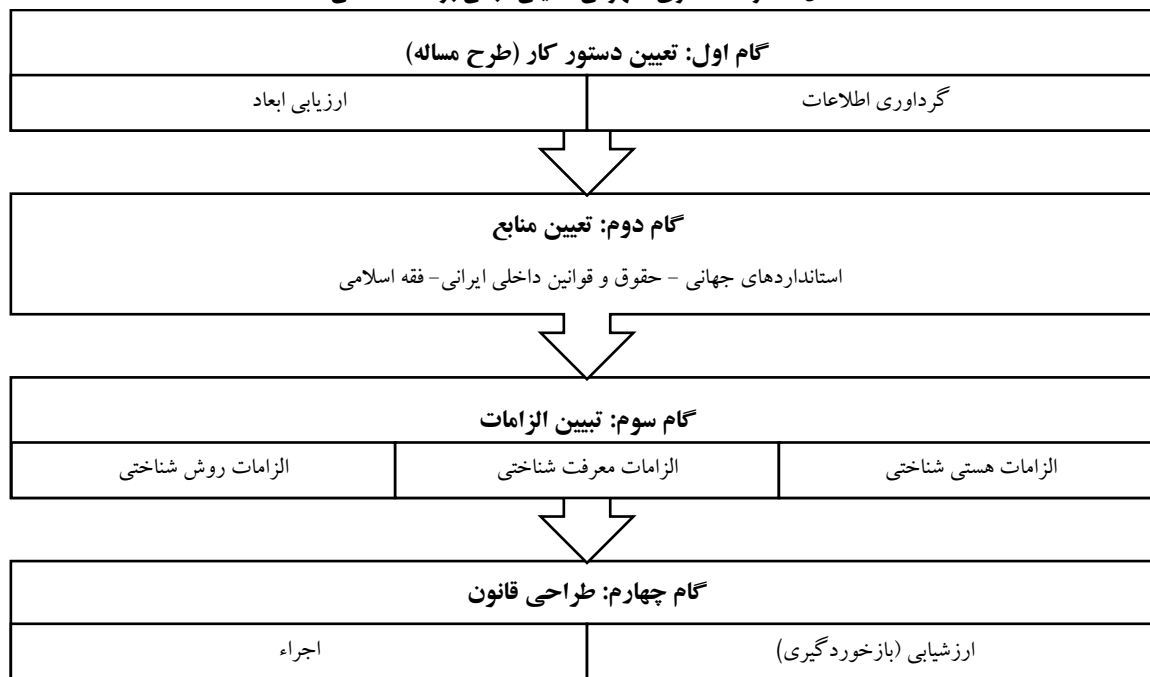 گام اول: تعیین دستور کار (طرح مساله)
گرداوری اطلاعات
ارزیابی ابعاد
گام دوم: تعیین منابع
استانداردهای جهانی – حقوق و قوانین داخلی ایرانی– فقه اسلامی
گام سوم: تبیین الزامات
الزامات هستی شناختی
الزامات معرفت شناختی
الزامات روش شناختی
گام چهارم: طراحی قانون
ارزشیابی (بازخوردگیری)
اجراء